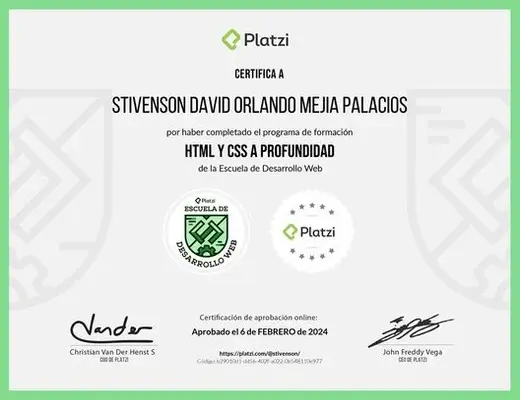 Platzi
CERTIFICA A
STIVENSON DAVID ORLANDO MEJIA PALACIOS
por haber completado el programa de formación
HTML Y CSS A PROFUNDIDAD
de la Escuela de Desarrollo Web
Platzi
ESCUELA DE
DESARROLLO WEB
Platzi
Certificación de aprobación online:
Aprobado el 6 de FEBRERO de 2024
Christian Van Der Henst S
COO DE PLATZI
https://platzi.com/@stivenson/
Código:
John Freddy Vega
CEO DE PLATZI